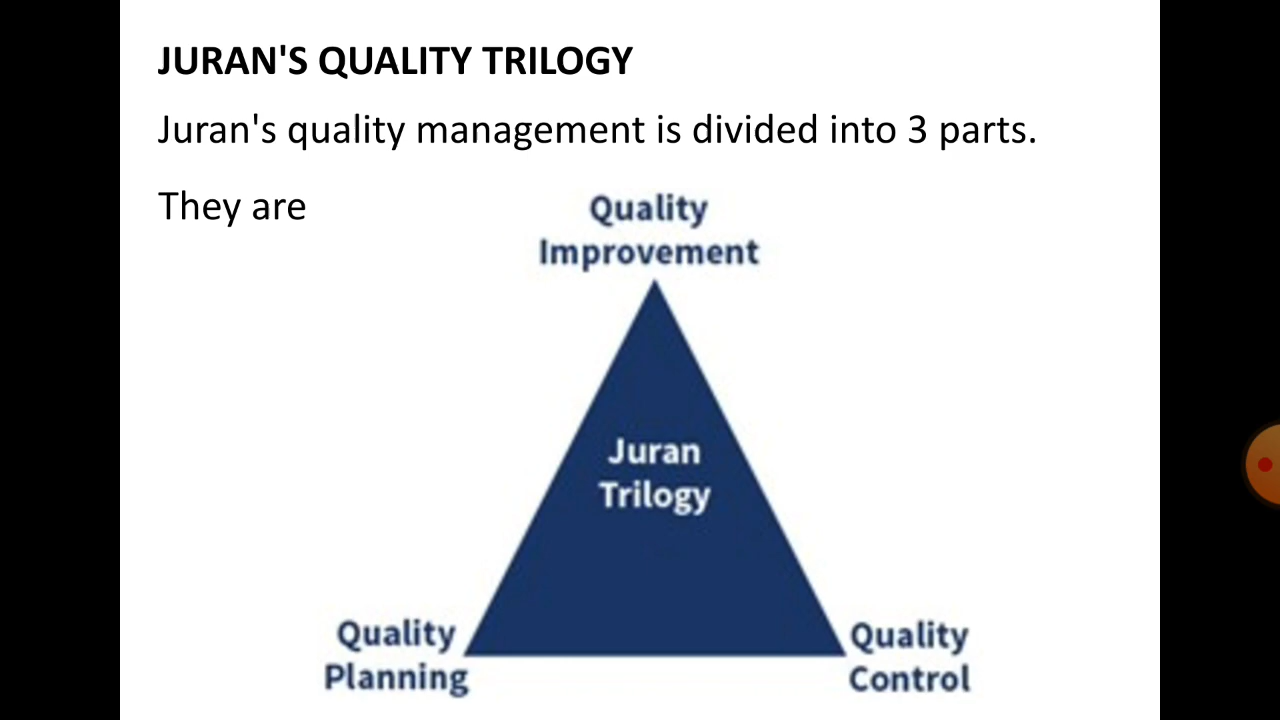 JURAN'S QUALITY TRILOGY
Juran's quality management is divided into 3 parts.
They are
Quality
Improvement
Juran
Trilogy
Quality
Planning
Quality
Control